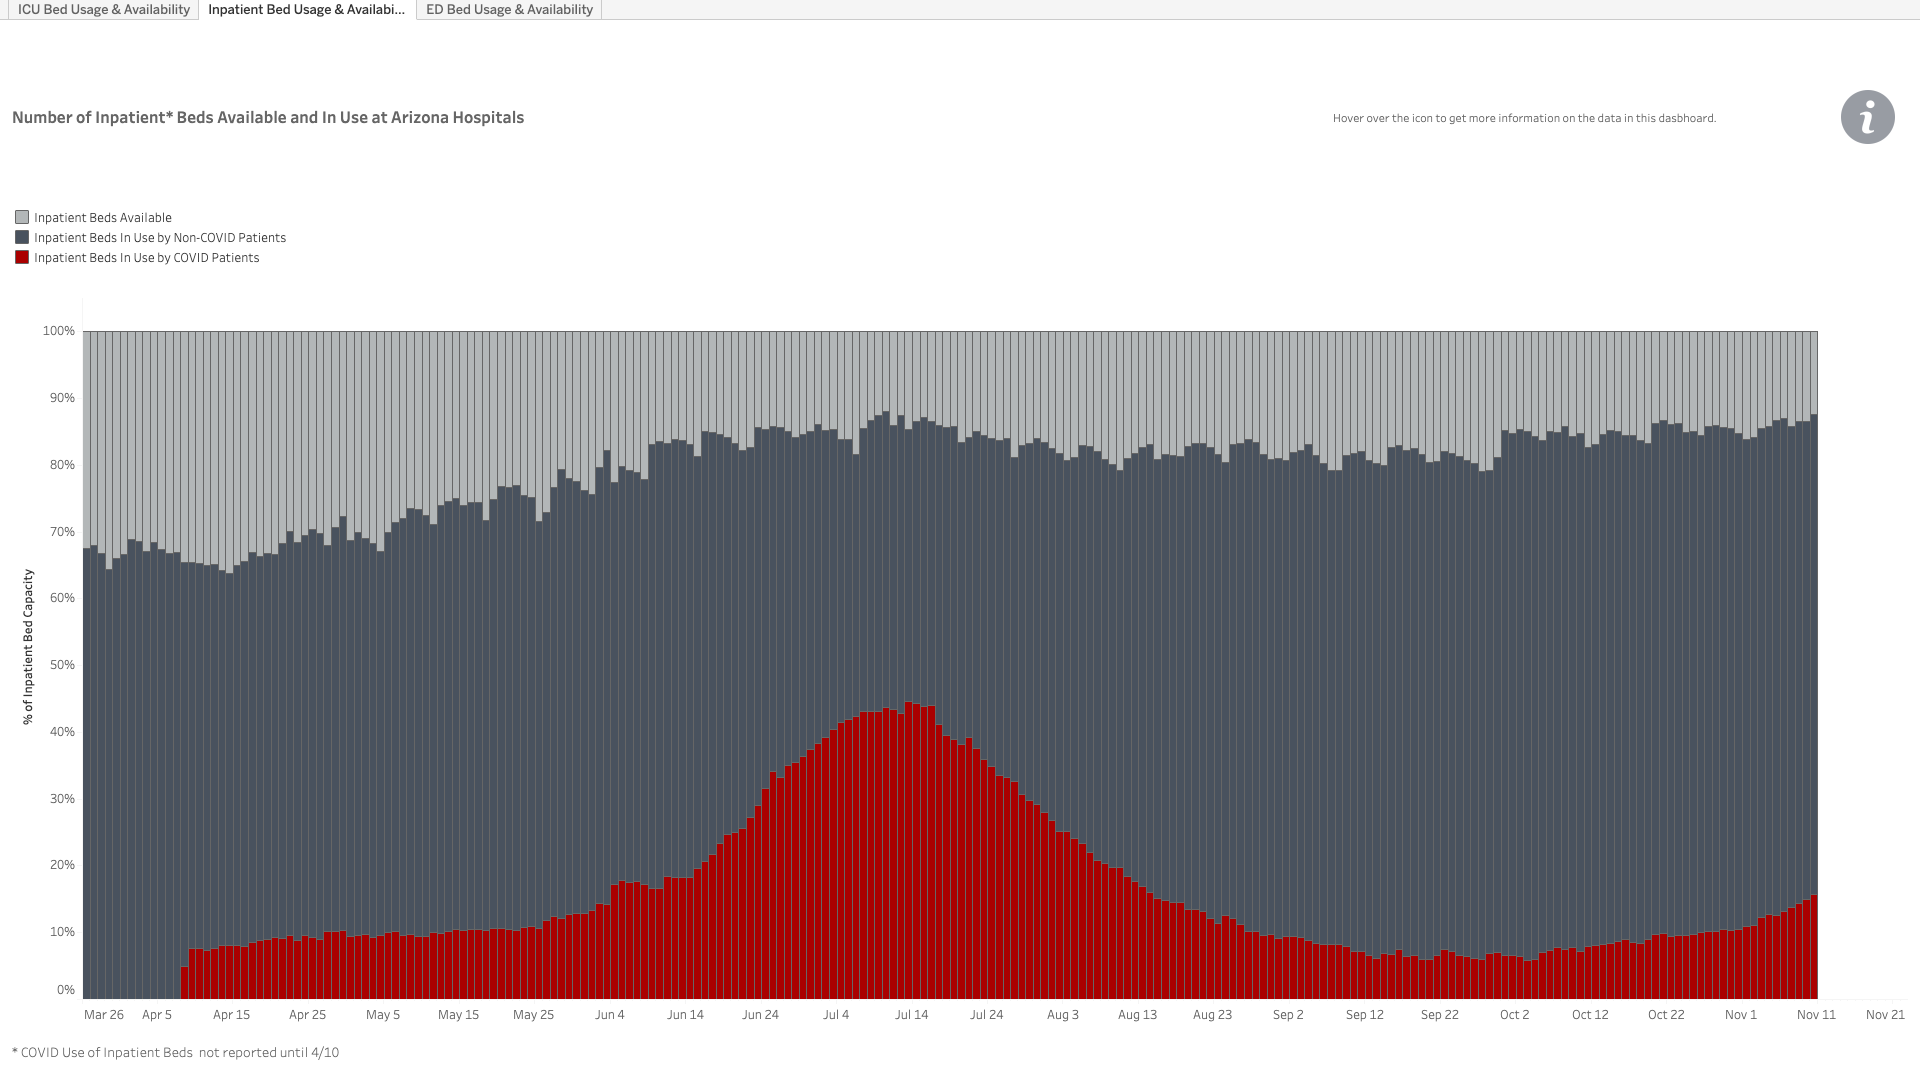 ICU Bed Usage & Availability
Inpatient Bed Usage & Availabi...
ED Bed Usage & Availability
Number of Inpatient* Beds Available and In Use at Arizona Hospitals
Hover over the icon to get more information on the data in this dasbhoard.
i
Inpatient Beds Available
Inpatient Beds In Use by Non-COVID Patients
Inpatient Beds In Use by COVID Patients
% of Inpatient Bed Capacity
100%
90%
80%
70%
60%
50%
40%
30%
20%
10%
0%
Mar 26 Apr 5 Apr 15 Apr 25 May 5 May 15 May 25 Jun 4 Jun 14 Jun 24 Jul 4 Jul 14 Jul 24 Aug 3 Aug 13 Aug 23 Sep 2 Sep 12 Sep 22 Oct 2 Oct 12 Oct 22 Nov 1 Nov 11 Nov 21
* COVID Use of Inpatient Beds  not reported until 4/10